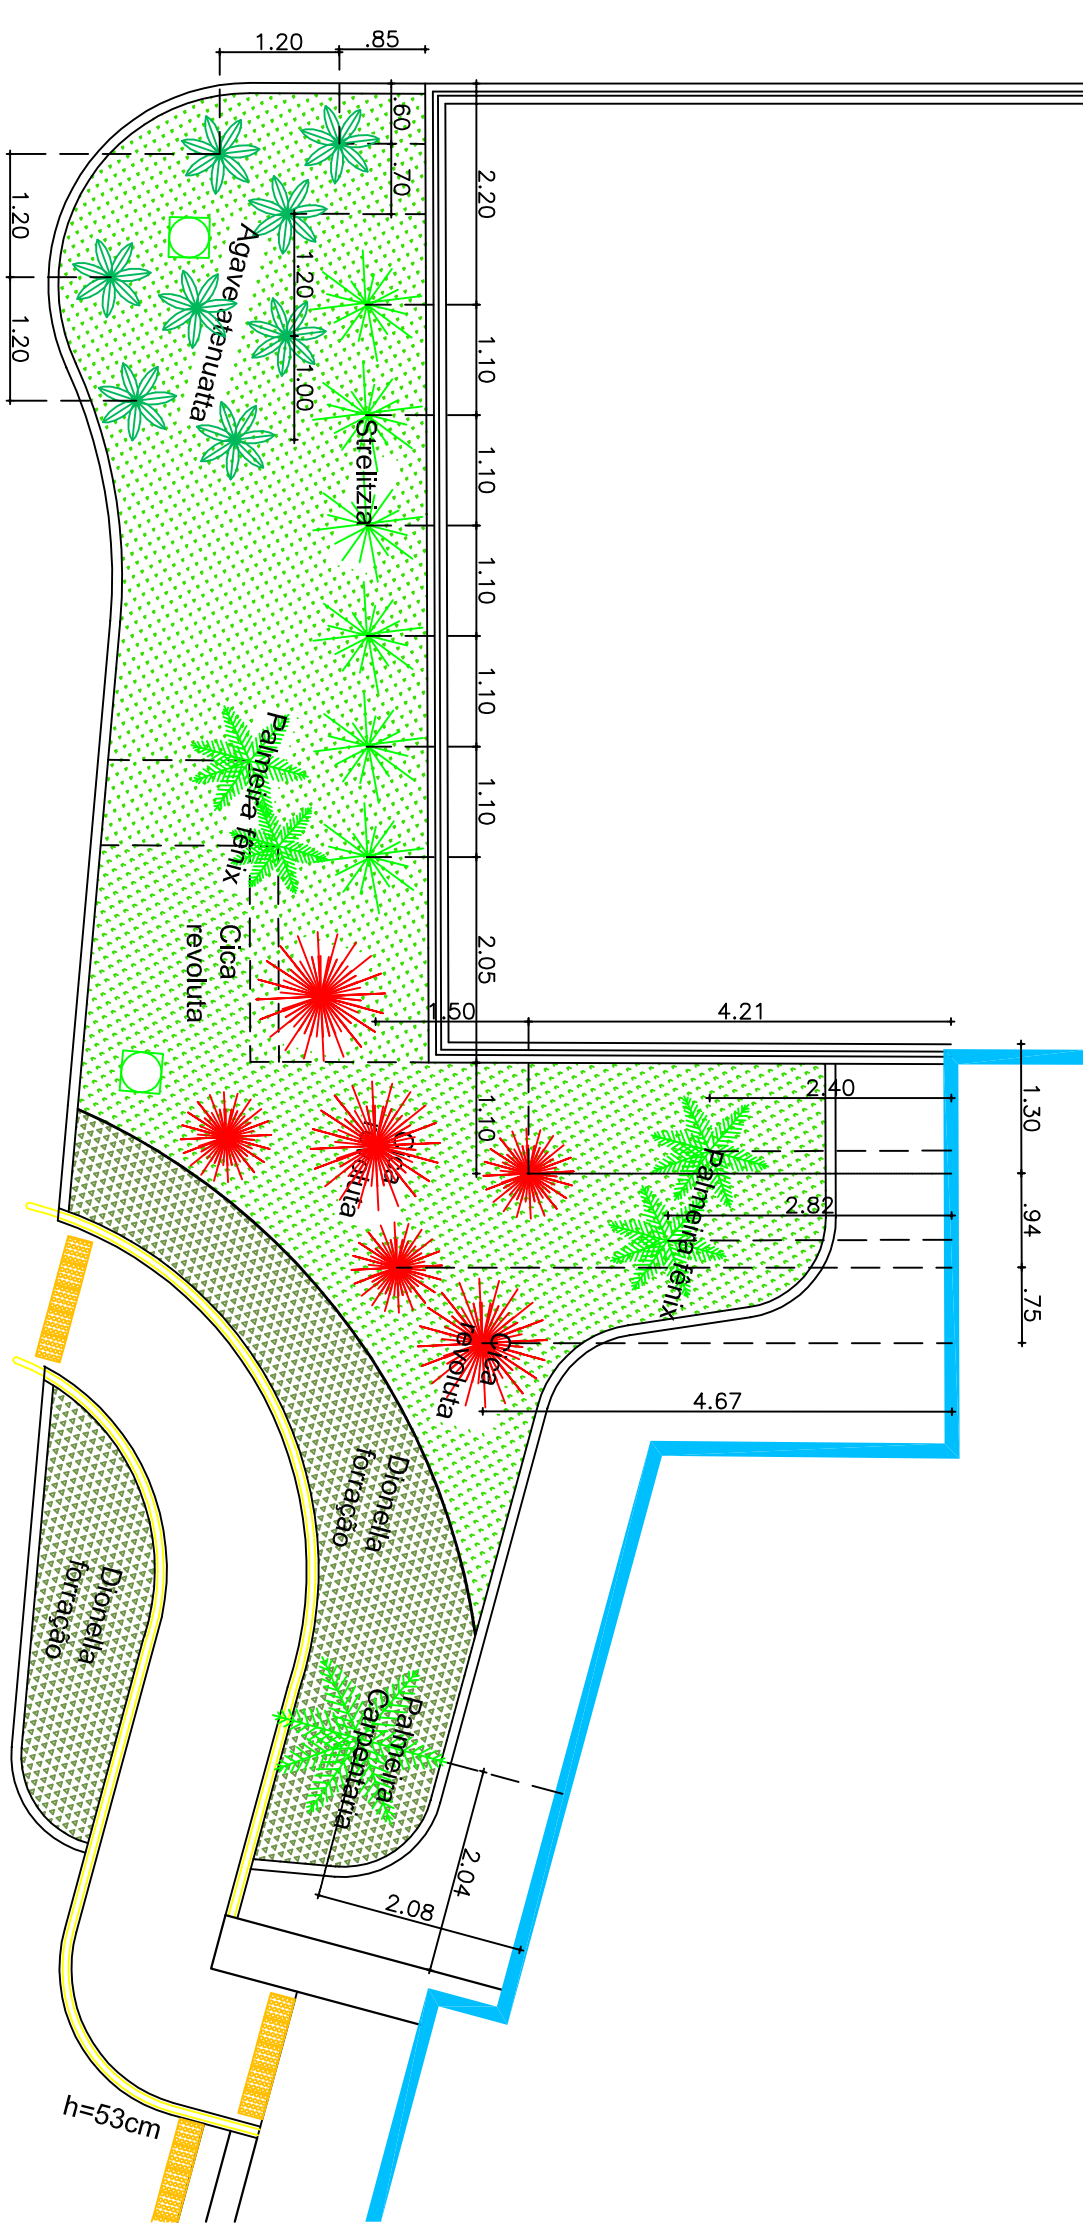 1.20
.85
.60
.70
2.20
1.20
1.20
Agave atenuatta
1.20
1.00
1.10
Strelitzia
1.10
1.10
1.10
1.10
Palmeira fênix
Cica
revoluta
2.05
1.50
4.21
2.40
1.30
1.10
Cica
revoluta
Palmeira fênix
2.82
.94
.75
Cica
revoluta
4.67
Dionella
forração
Dionella
forração
Palmeira
Carpentaria
2.04
2.08
h=53cm